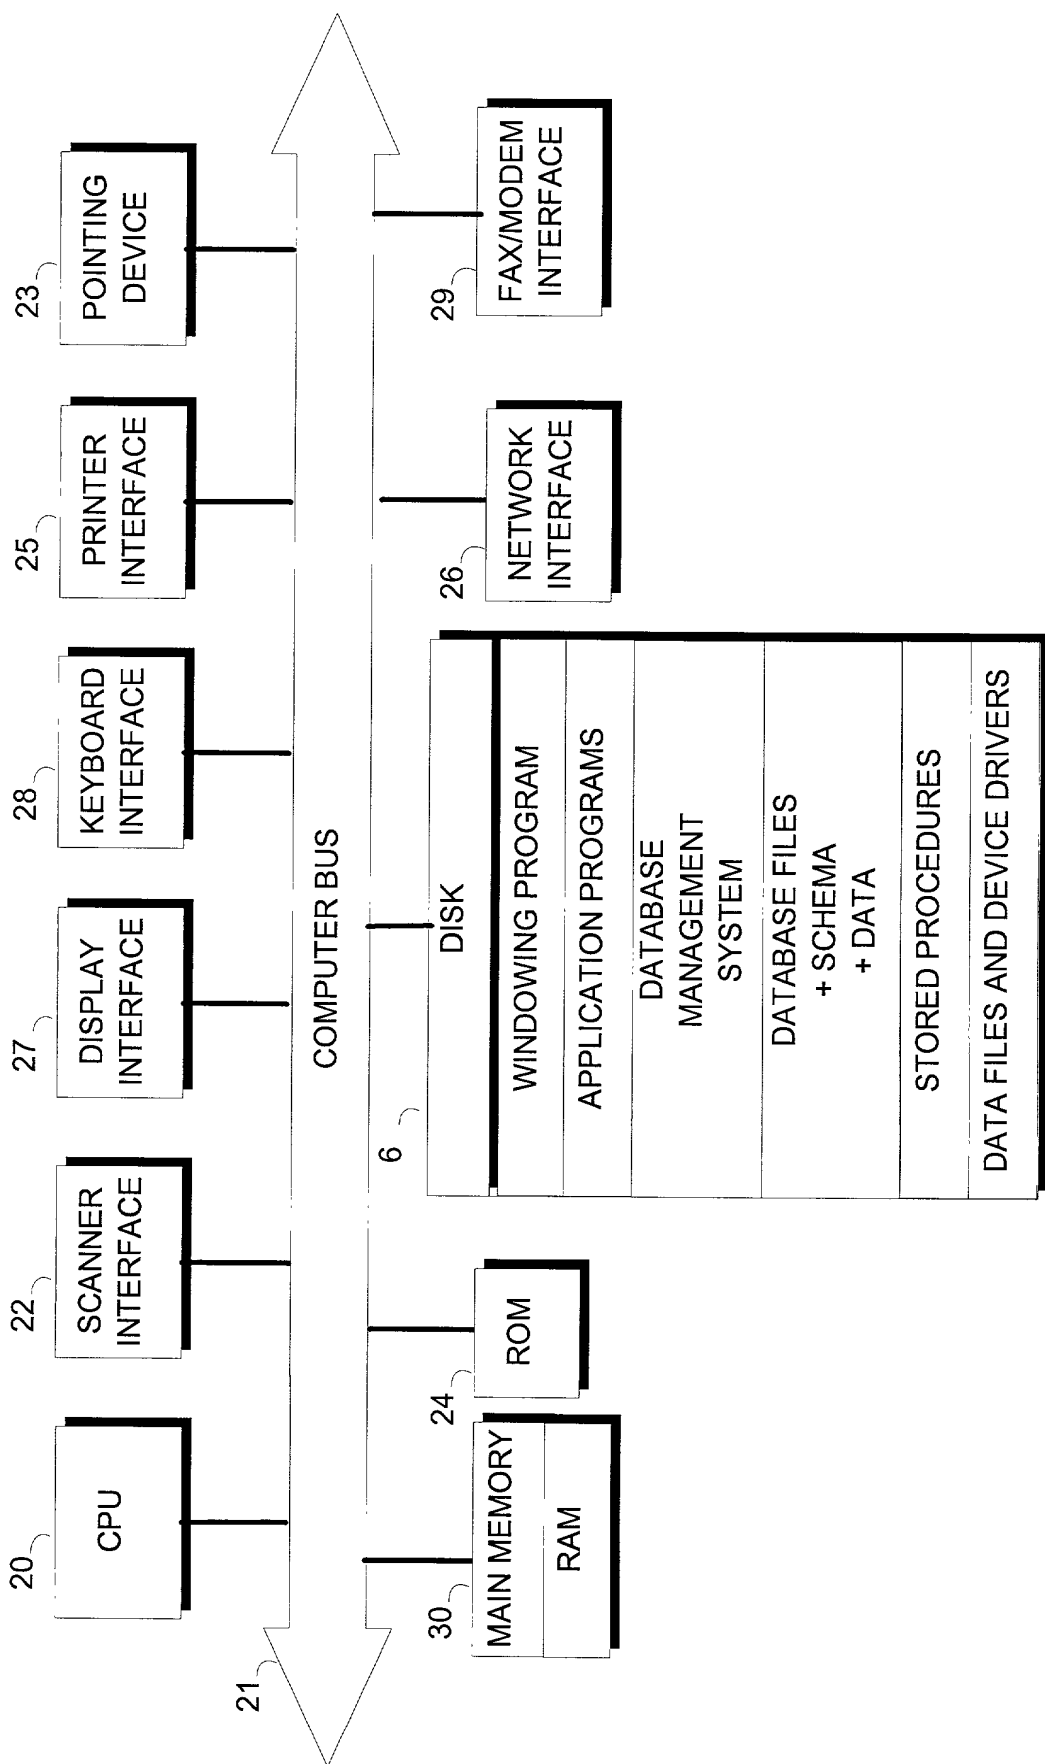 20
CPU
22
SCANNER
INTERFACE
27
DISPLAY
INTERFACE
28
KEYBOARD
INTERFACE
25
PRINTER
INTERFACE
23
POINTING
DEVICE
21
COMPUTER BUS
30
MAIN MEMORY
RAM
24
ROM
6
DISK
WINDOWING PROGRAM
APPLICATION PROGRAMS
DATABASE
MANAGEMENT
SYSTEM
DATABASE FILES
+ SCHEMA
+ DATA
STORED PROCEDURES
DATA FILES AND DEVICE DRIVERS
26
NETWORK
INTERFACE
29
FAX/MODEM
INTERFACE